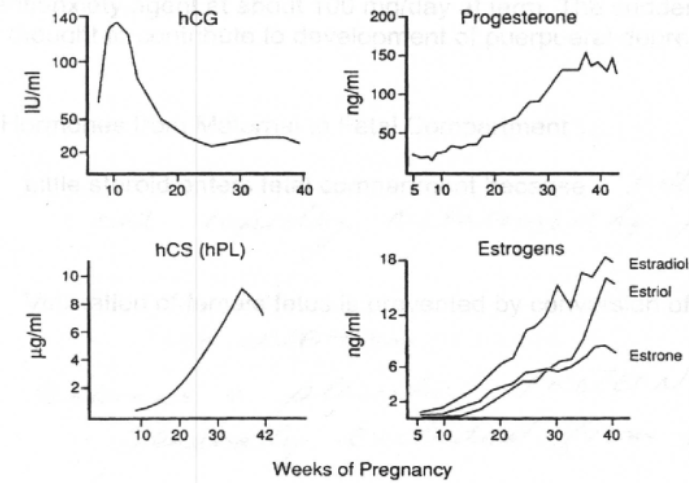 hCG
IU/ml
140
100
50
20
10
20
30
40
Progesterone
ng/ml
200
150
100
50
5
10
20
30
40
hCS (hPL)
µg/ml
10
8
6
4
2
10
20
30
42
Estrogens
ng/ml
18
12
6
2
5
10
20
30
40
Estradiol
Estriol
Estrone
Weeks of Pregnancy